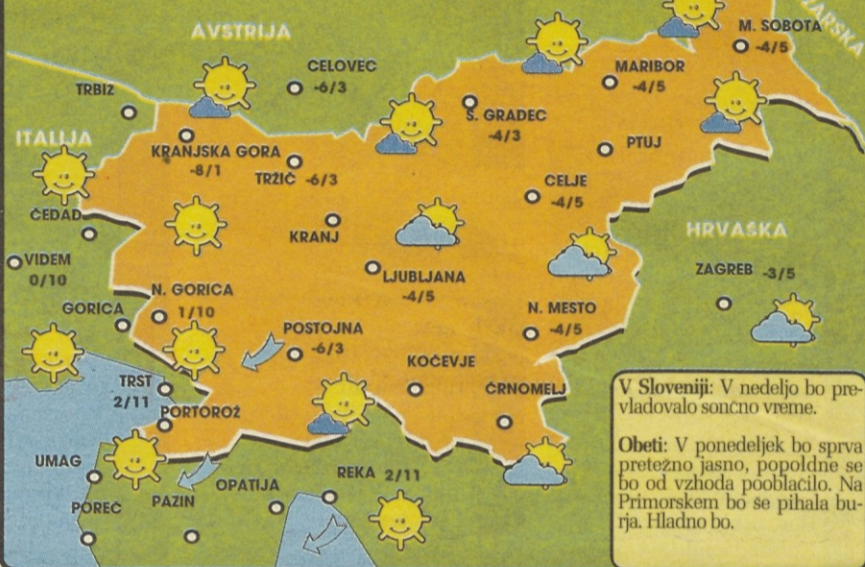 ŽARSKA
AVSTRIJA
M. SOBOTA
-4/5
CELOVEC
-6/3
MARIBOR
-4/5
TRBIŽ
Š. GRADEC
-4/3
ITALIJA
KRANJSKA GORA
-8/1
TRŽIČ -6/3
PTUJ
CELJE
-4/5
ČEDAD
KRANJ
HRVAŠKA
VIDEM
0/10
LJUBLJANA
-4/5
ZAGREB -3/5
N. GORICA
1/10
GORICA
N. MESTO
-4/5
POSTOJNA
-6/3
KOČEVJE
TRST
2/11
ČRNOMELJ
PORTOROŽ
UMAG
REKA 2/11
OPATIJA
PAZIN
POREČ
V Sloveniji: V nedeljo bo pre-
vladovalo sončno vreme.
Obeti: V ponedeljek bo sprva
pretežno jasno, popoldne se
bo od vzhoda pooblačilo. Na
Primorskem bo še pihala bu-
rja. Hladno bo.